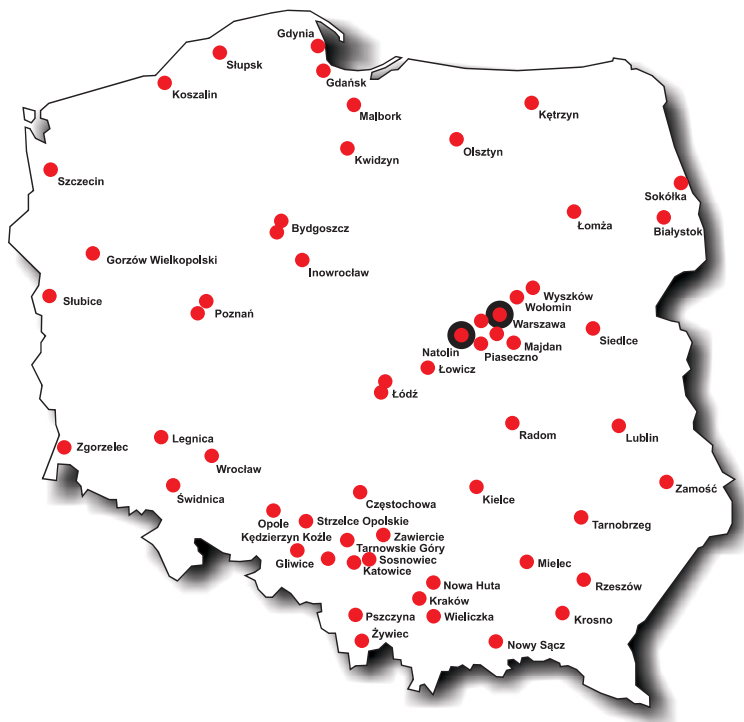 Gdynia
Słupsk
Gdańsk
Koszalin
Malbork
Kętrzyn
Olsztyn
Kwidzyn
Szczecin
Sokółka
Łomża
Białystok
Bydgoszcz
Gorzów Wielkopolski
Inowrocław
Wyszków
Słubice
Wołomin
Poznań
Warszawa
Siedlce
Majdan
Natolin
Piaseczno
Łowicz
Łódź
Radom
Lublin
Legnica
Zgorzelec
Wrocław
Świdnica
Kielce
Zamość
Częstochowa
Opole
Strzelce Opolskie
Tarnobrzeg
Kędzierzyn Koźle
Zawiercie
Tarnowskie Góry
Gliwice
Sosnowiec
Mielec
Katowice
Nowa Huta
Rzeszów
Kraków
Pszczyna
Wieliczka
Krosno
Żywiec
Nowy Sącz